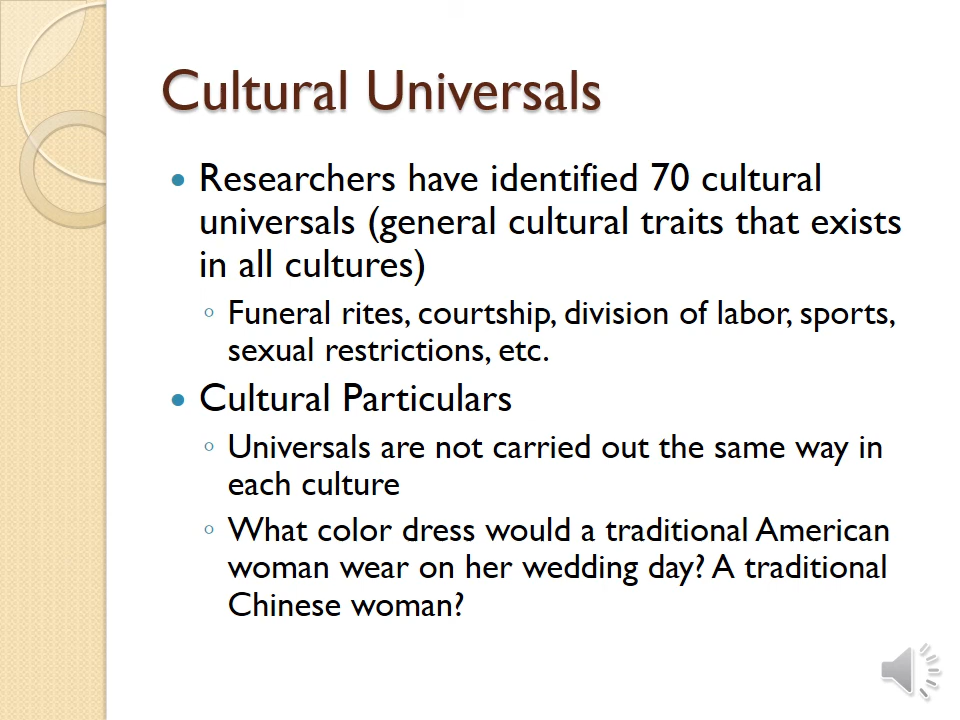 Cultural Universals
• Researchers have identified 70 cultural
universals (general cultural traits that exists
in all cultures)
◦ Funeral rites, courtship, division of labor, sports,
sexual restrictions, etc.
• Cultural Particulars
◦ Universals are not carried out the same way in
each culture
◦ What color dress would a traditional American
woman wear on her wedding day? A traditional
Chinese woman?